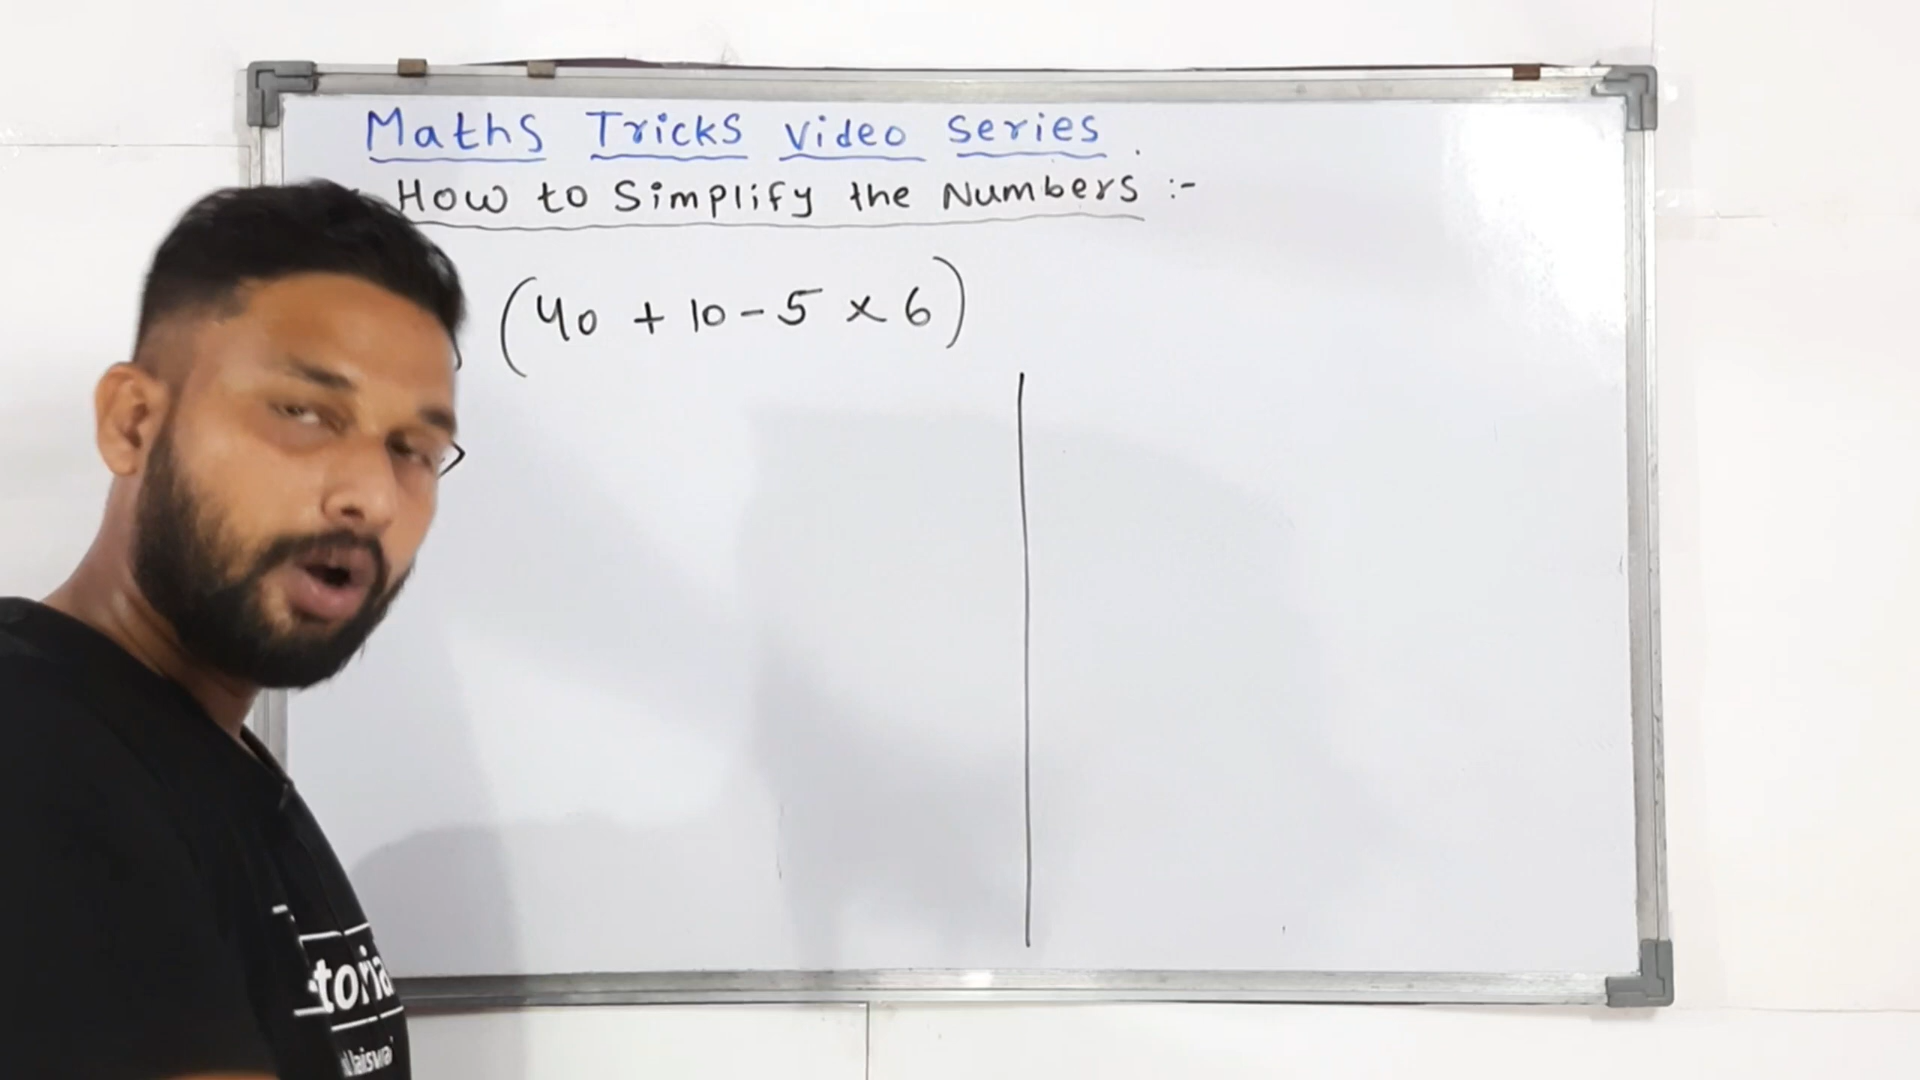 Maths Tricks Video Series.
How to Simplify the Numbers :-
(40 + 10 - 5 × 6)